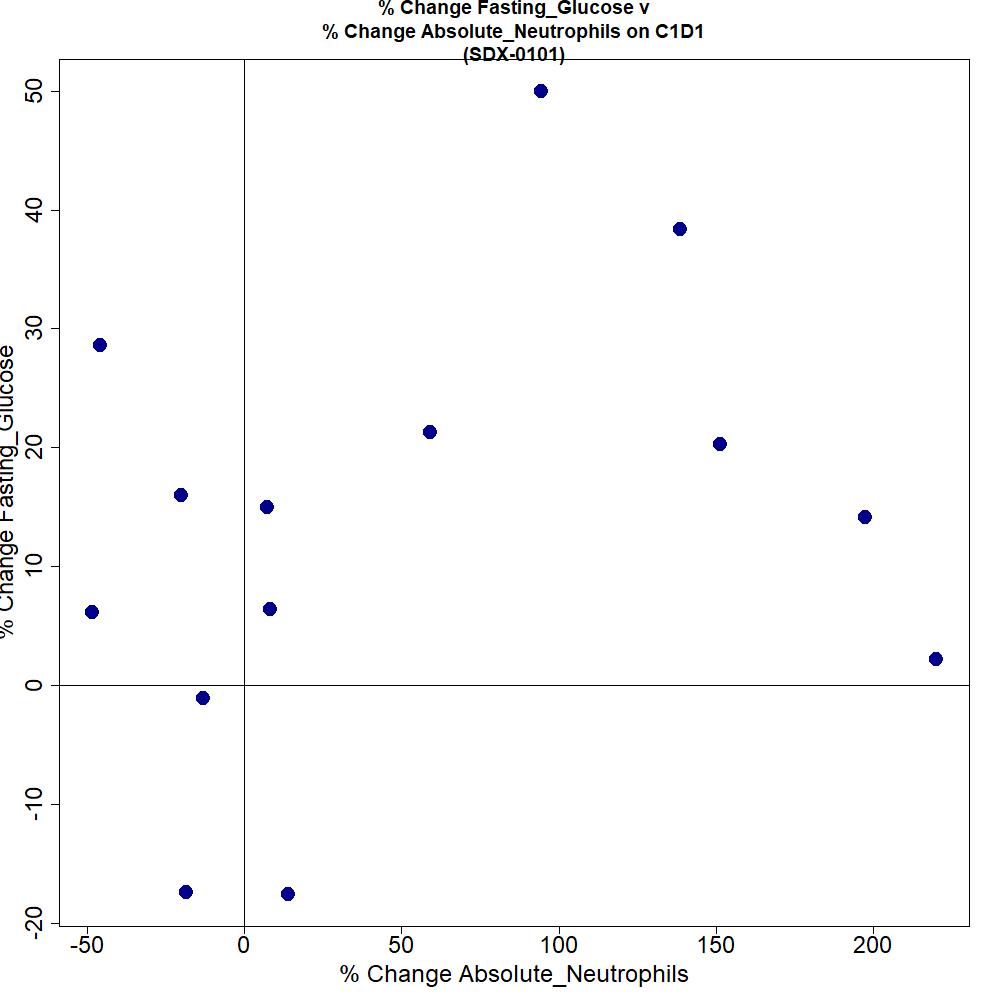 % Change Fasting_Glucose v
% Change Absolute_Neutrophils on C1D1
(SDX-0101)
% Change Fasting_Glucose
50
40
30
20
10
0
-10
-20
-50
0
50
100
150
200
% Change Absolute_Neutrophils